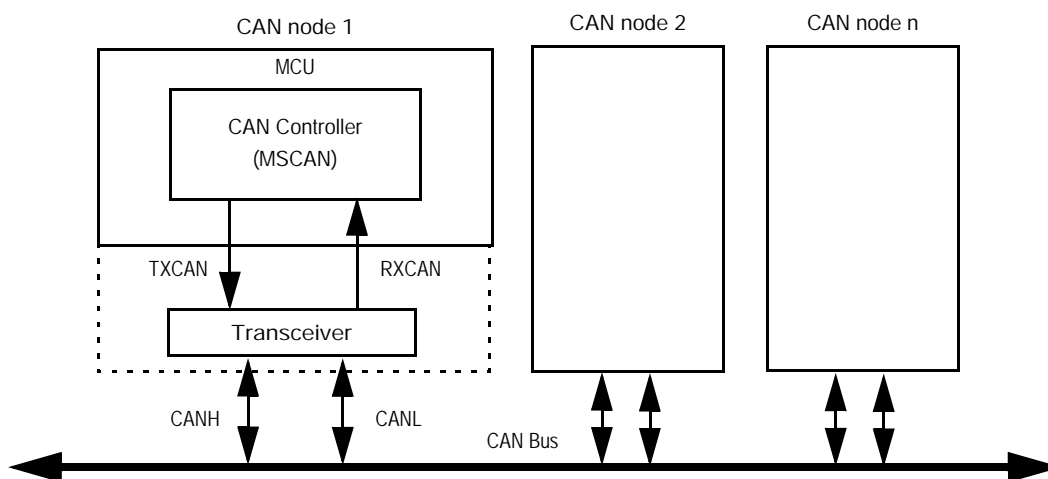 CAN node 1
CAN node 2
CAN node n
MCU
CAN Controller
(MSCAN)
TXCAN
RXCAN
Transceiver
CANH
CANL
CAN Bus